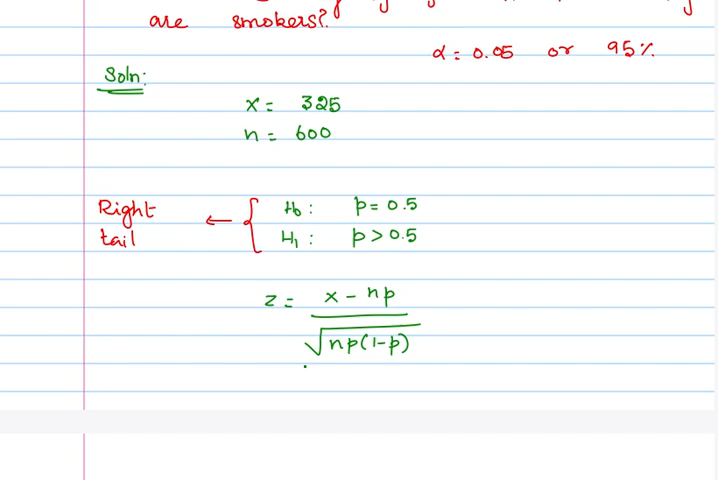 are smokers?
α = 0.05 or 95%
Soln:
x = 325
n = 600
Right tail ← { H₀ : p = 0.5
H₁ : p > 0.5
z = x - np / √np(1-p)